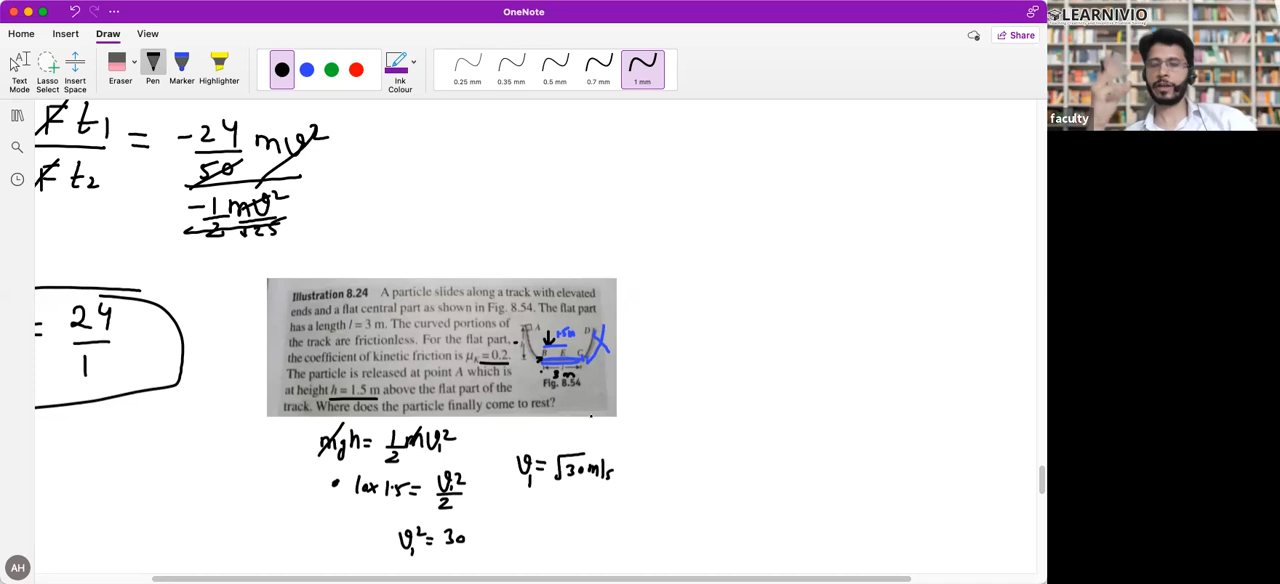 OneNote
LEARNIVIO
Home Insert Draw View
Share
Text Mode
Lasso Select
Insert Space
Eraser
Pen
Marker
Highlighter
Ink Colour
0.25 mm
0.35 mm
0.5 mm
0.7 mm
1 mm
faculty
F t1 / F t2 = -24/50 mv² / -1/2 mv²/25
= 24/1
Illustration 8.24 A particle slides along a track with elevated
ends and a flat central part as shown in Fig. 8.54. The flat part
has a length l = 3 m. The curved portions of
the track are frictionless. For the flat part,
the coefficient of kinetic friction is μk = 0.2.
The particle is released at point A which is
at height h = 1.5 m above the flat part of the
track. Where does the particle finally come to rest?
A
D
B E C
3 m
Fig. 8.54
mgh = 1/2 mv1²
10x1.5 = v1²/2
v1² = 30
v1 = √30 m/s
AH